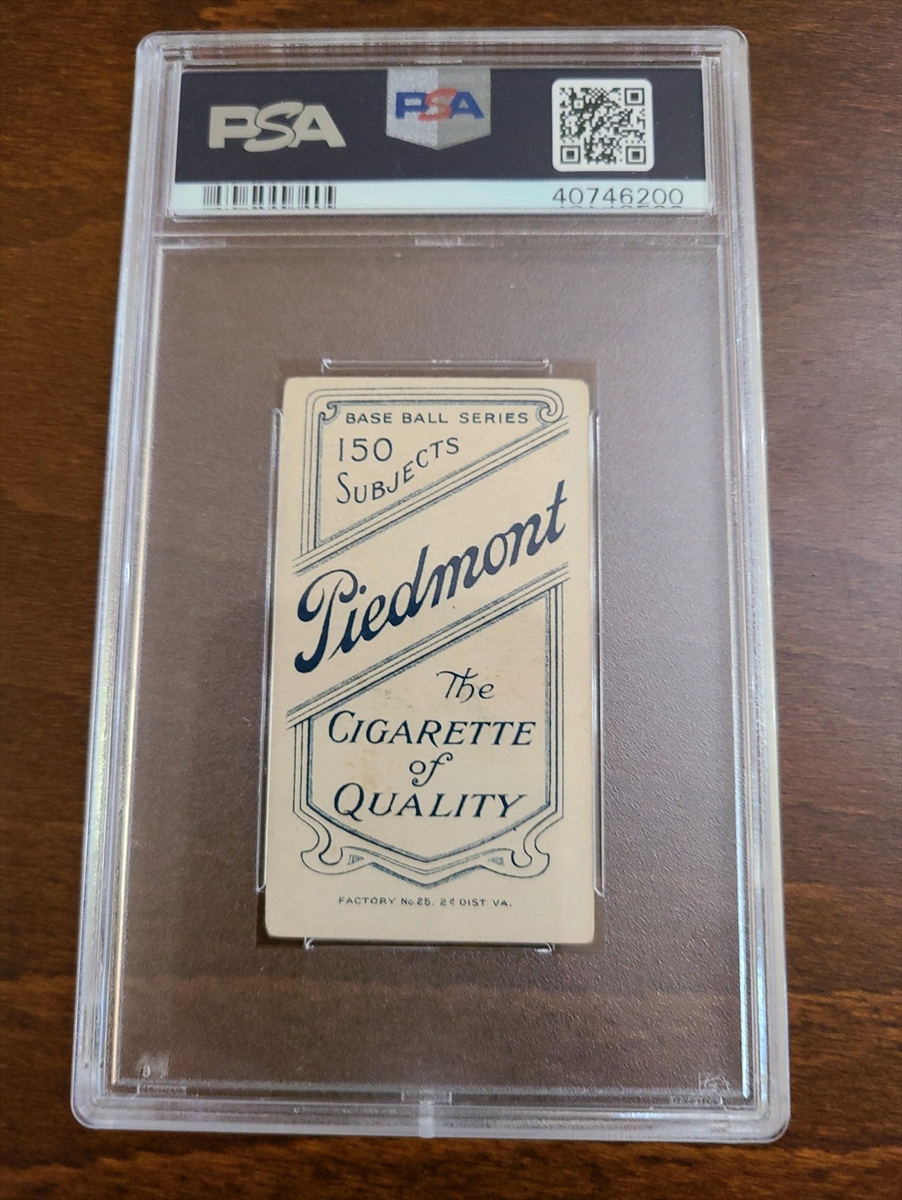 PSA PSA
40746200
BASE BALL SERIES
150
SUBJECTS
Piedmont
The
CIGARETTE
of
QUALITY
FACTORY No. 25. 2d DIST. VA.